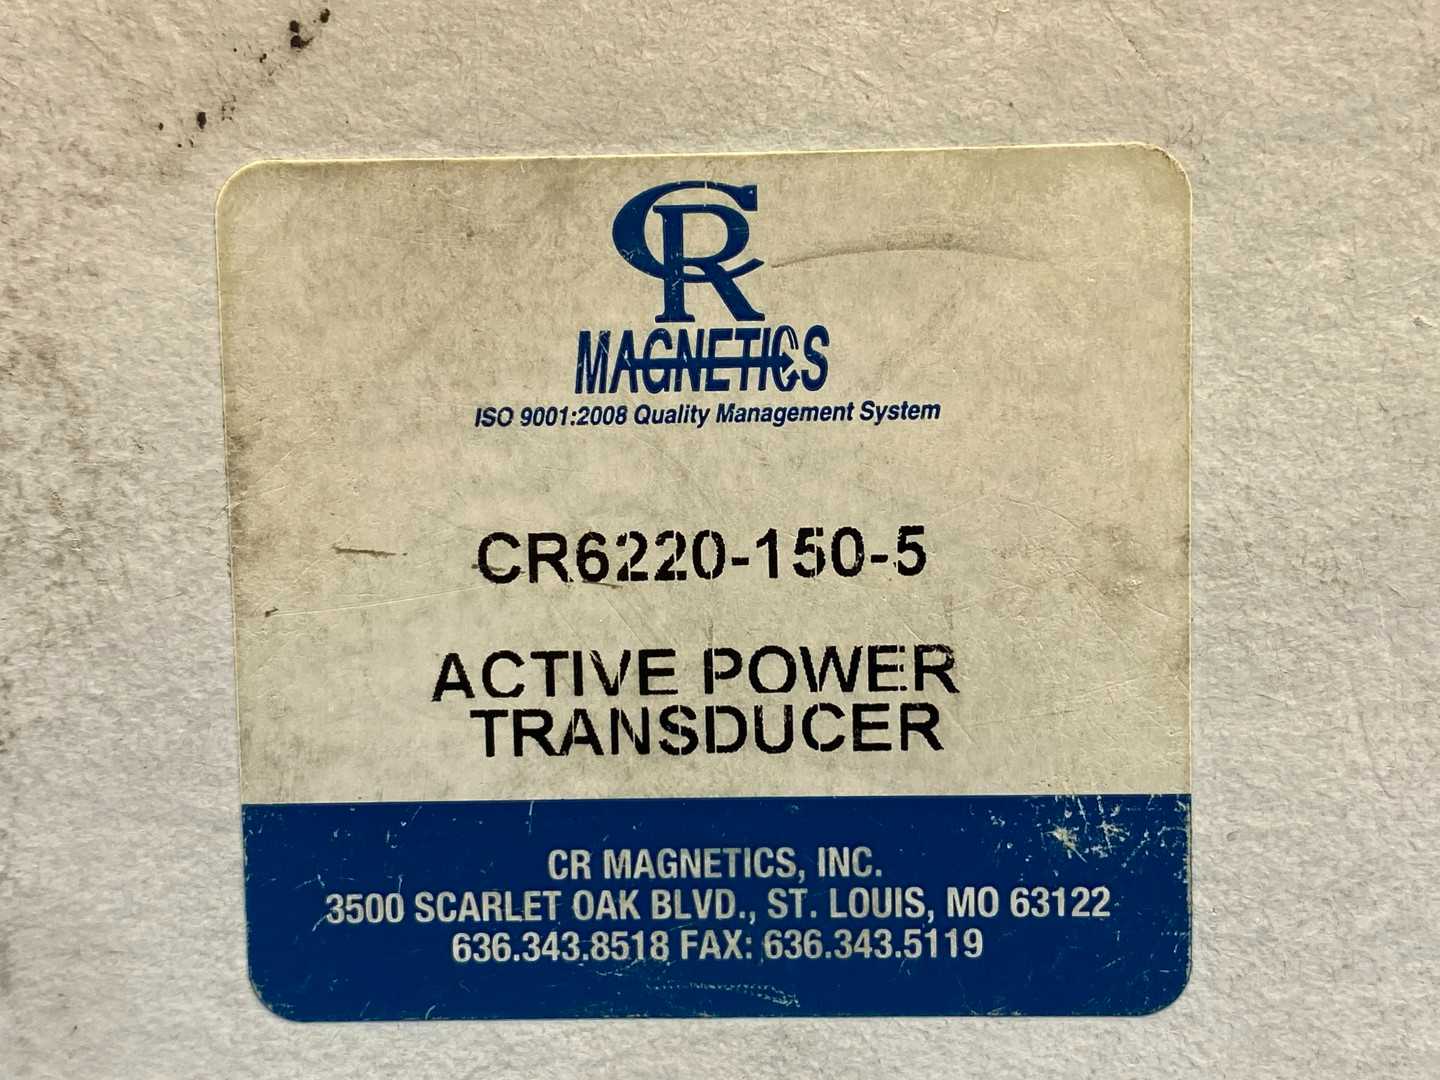 CR
MAGNETICS
ISO 9001:2008 Quality Management System
CR6220-150-5
ACTIVE POWER
TRANSDUCER
CR MAGNETICS, INC.
3500 SCARLET OAK BLVD., ST. LOUIS, MO 63122
636.343.8518 FAX: 636.343.5119